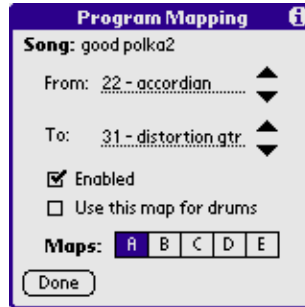 Program Mapping i
Song: good polka2
From: 22 - accordian
To: 31 - distortion gtr
Enabled
Use this map for drums
Maps: A B C D E
Done